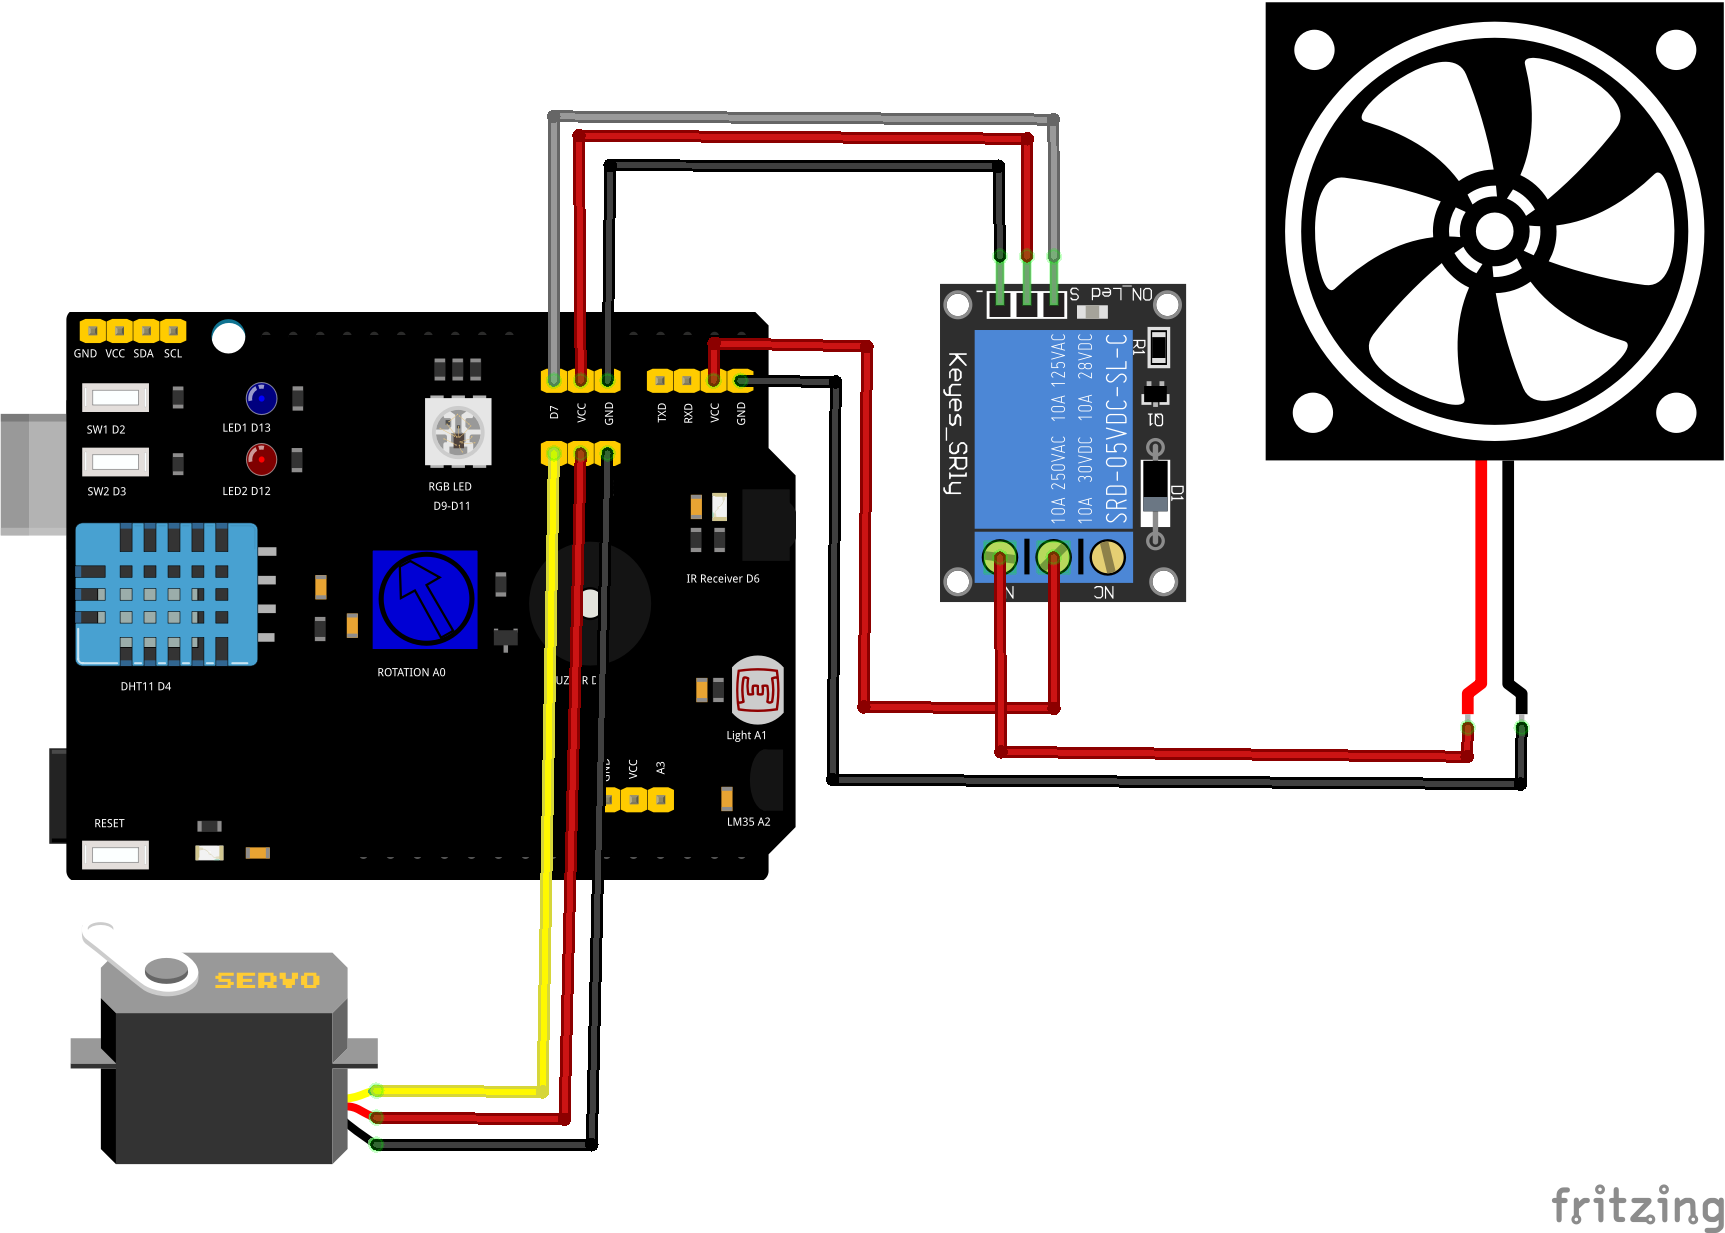 GND VCC SDA SCL
SW1 D2
SW2 D3
LED1 D13
LED2 D12
RGB LED
D9-D11
D7
VCC
GND
TXD
RXD
VCC
GND
IR Receiver D6
DHT11 D4
ROTATION A0
UZ R D
Light A1
GND
VCC
A3
LM35 A2
RESET
- S ON_Led
Keyes_SRly
10A 250VAC 10A 125VAC
10A 30VDC 10A 28VDC
SRD-05VDC-SL-C
R1
Q1
D1
N
NC
SERVO
fritzing